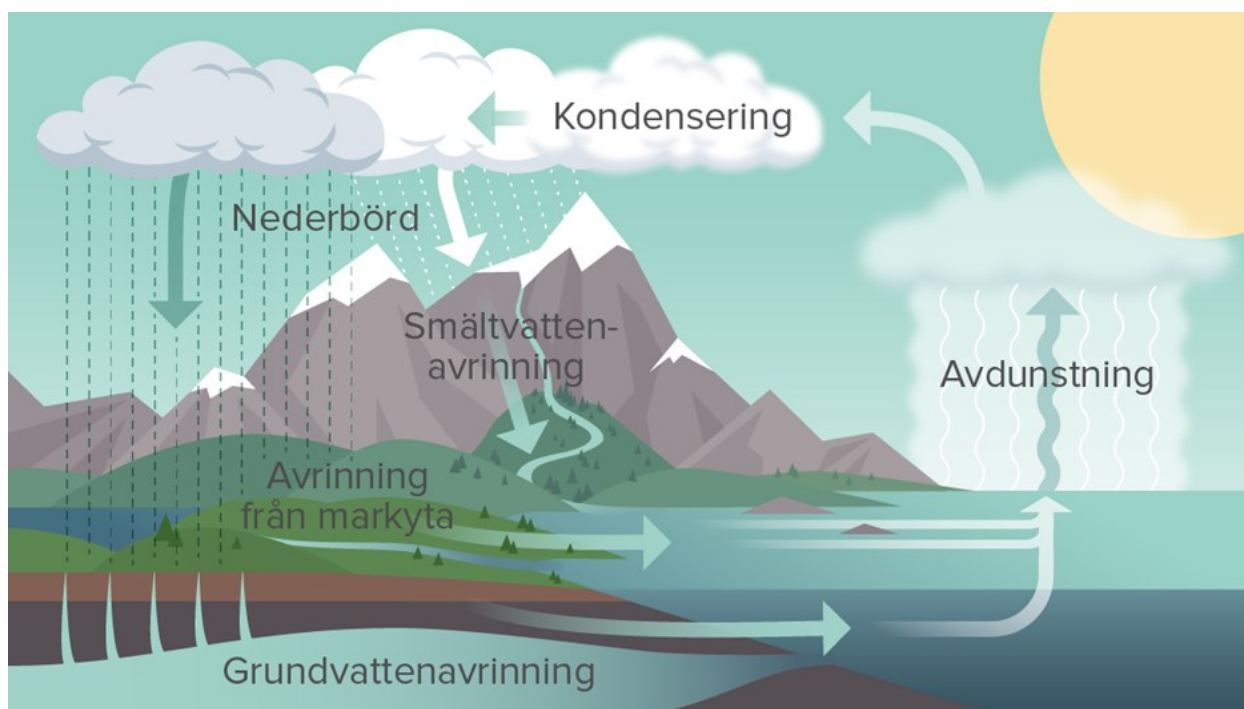 Kondensering
Nederbörd
Smältvatten-
avrinning
Avdunstning
Avrinning
från markyta
Grundvattenavrinning